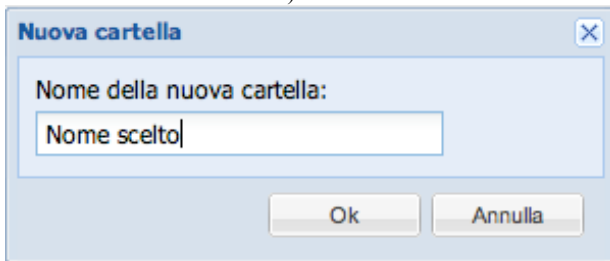 )
Nuova cartella
Nome della nuova cartella:
Nome scelto
Ok Annulla